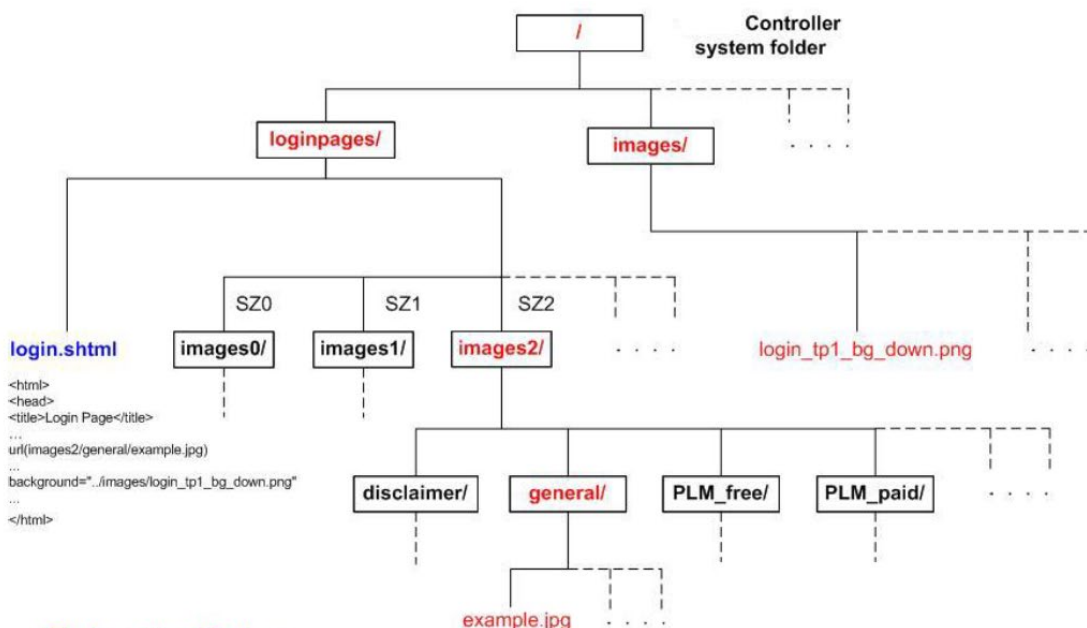 /
Controller
system folder
loginpages/
images/
. . . .
SZ0
SZ1
SZ2
login.shtml
images0/
images1/
images2/
. . . .
login_tp1_bg_down.png
. . . .
<html>
<head>
<title>Login Page</title>
...
url(images2/general/example.jpg)
...
background="../images/login_tp1_bg_down.png"
...
</html>
disclaimer/
general/
PLM_free/
PLM_paid/
. . . .
example.jpg
. . . .